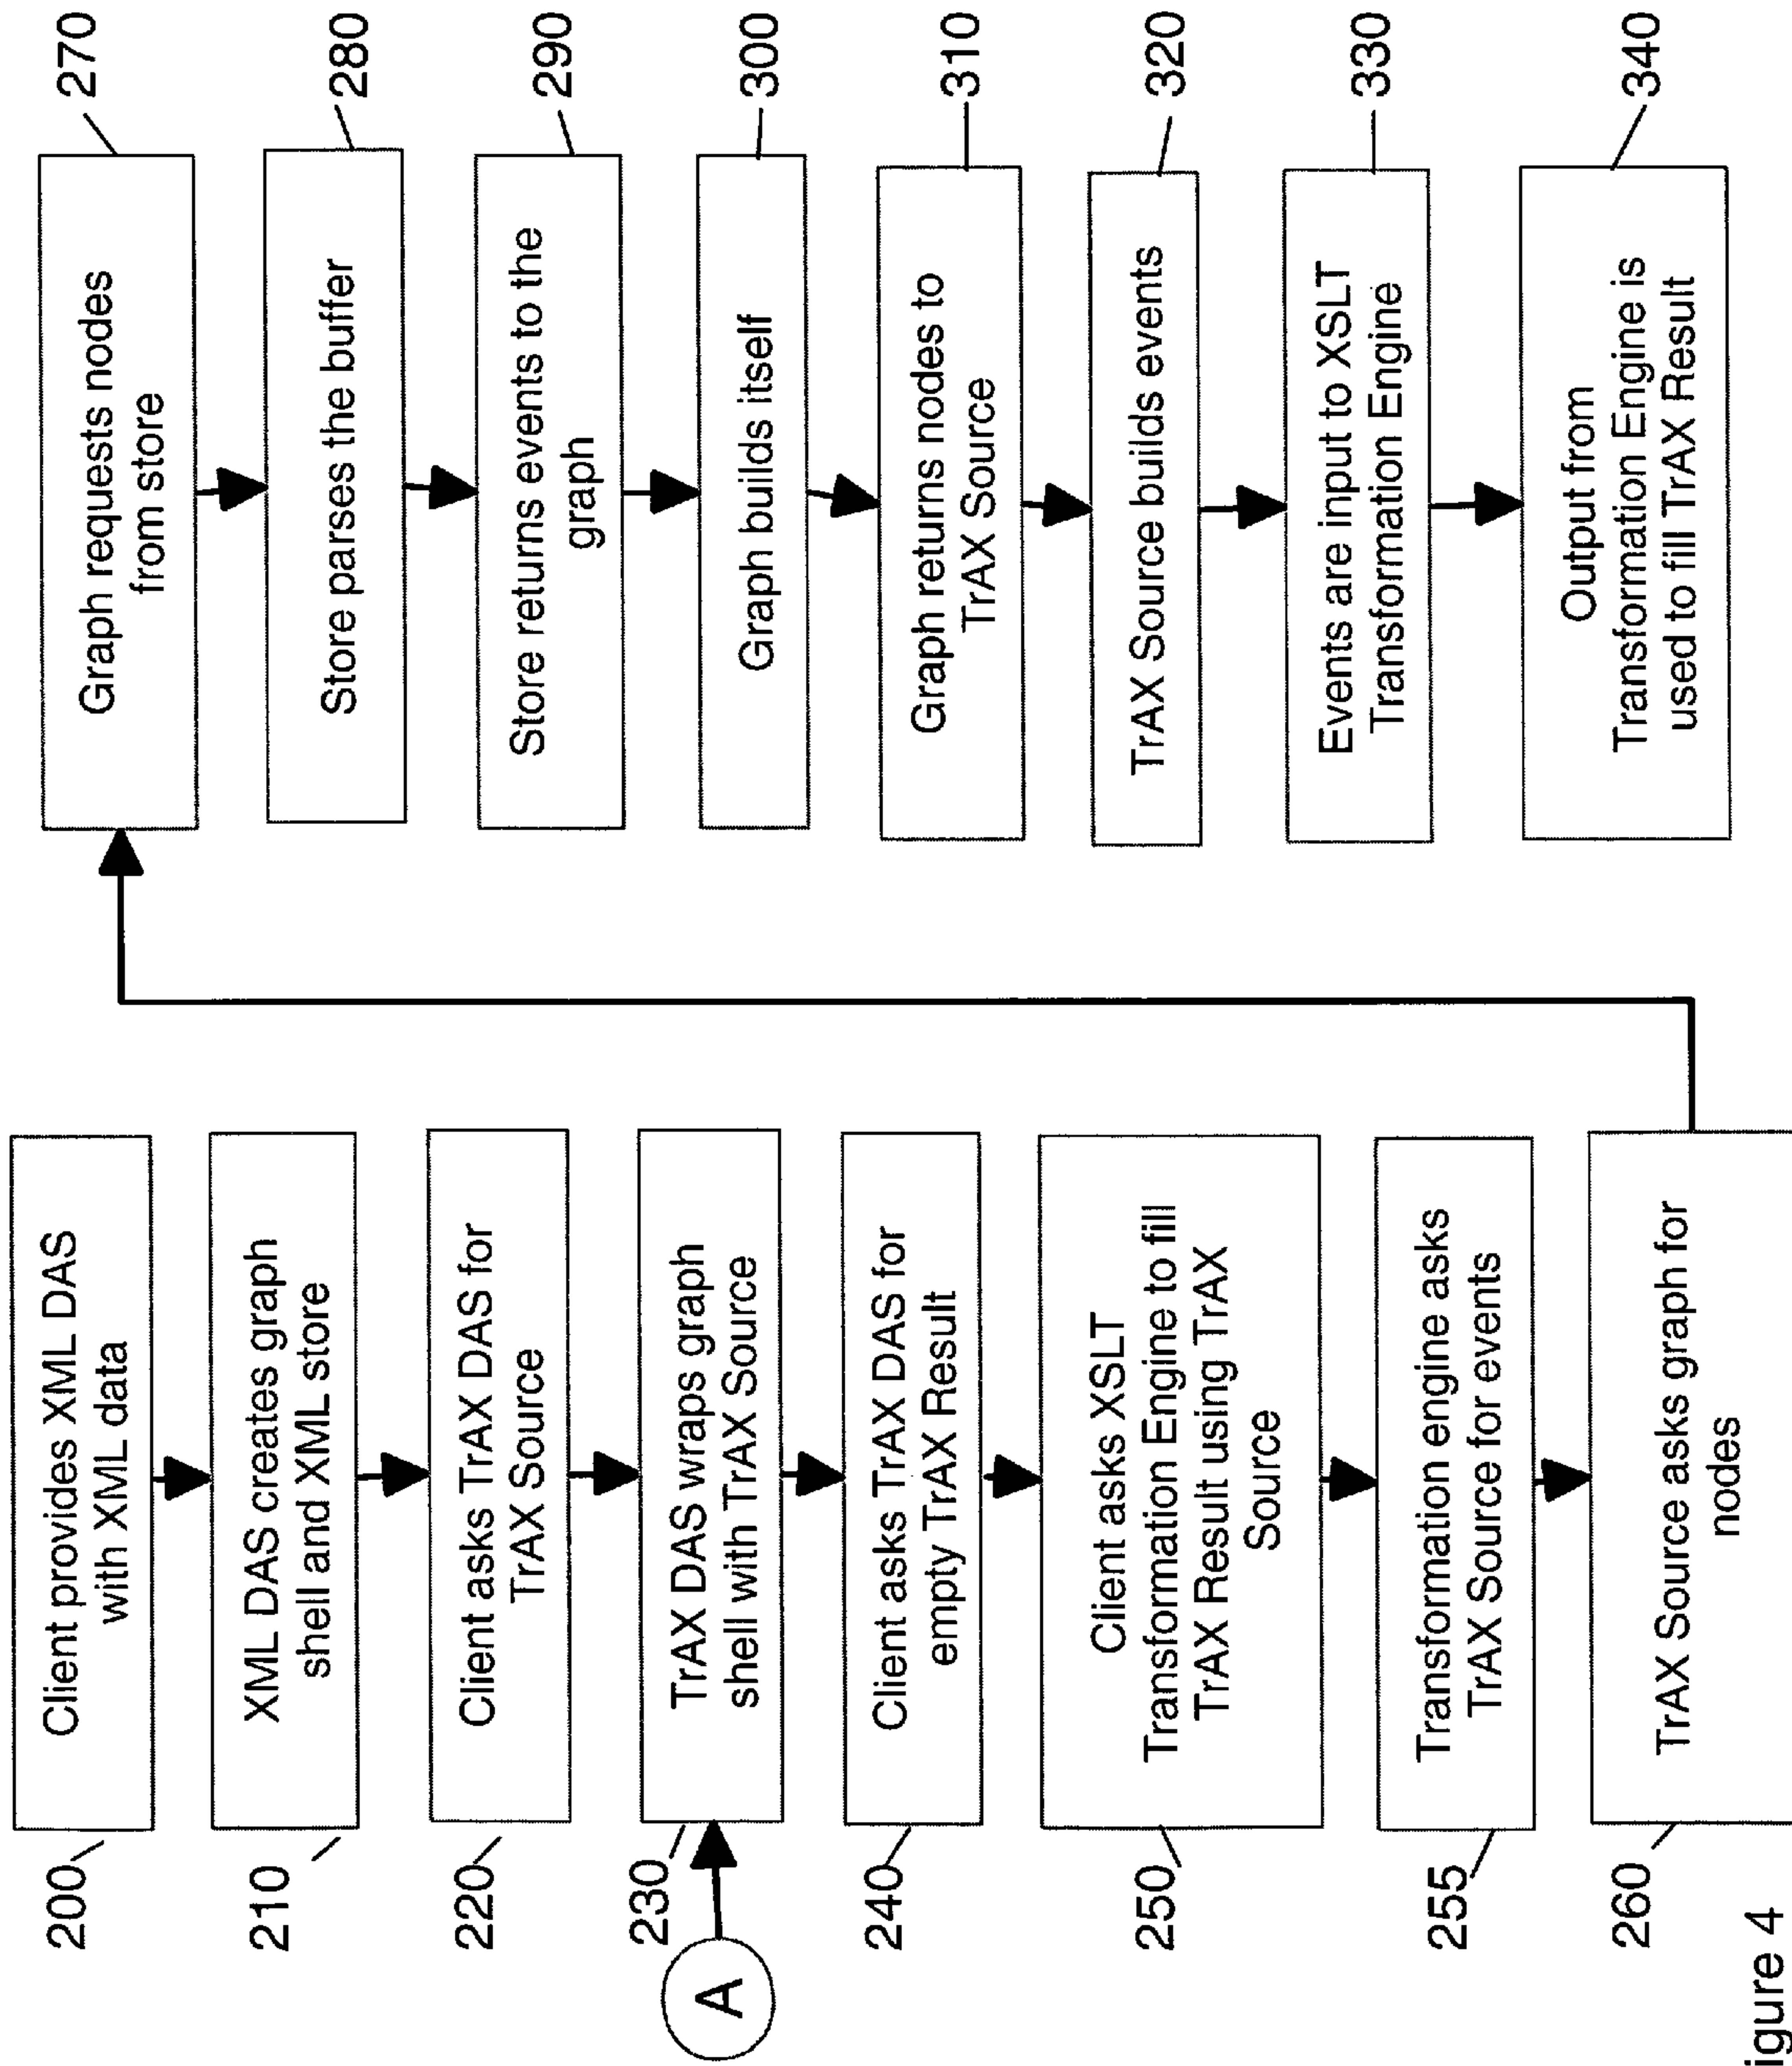 200
Client provides XML DAS
with XML data
210
XML DAS creates graph
shell and XML store
220
Client asks TrAX DAS for
TrAX Source
A
230
TrAX DAS wraps graph
shell with TrAX Source
240
Client asks TrAX DAS for
empty TrAX Result
250
Client asks XSLT
Transformation Engine to fill
TrAX Result using TrAX
Source
255
Transformation engine asks
TrAX Source for events
260
TrAX Source asks graph for
nodes
270
Graph requests nodes
from store
280
Store parses the buffer
290
Store returns events to the
graph
300
Graph builds itself
310
Graph returns nodes to
TrAX Source
320
TrAX Source builds events
330
Events are input to XSLT
Transformation Engine
340
Output from
Transformation Engine is
used to fill TrAX Result
igure 4